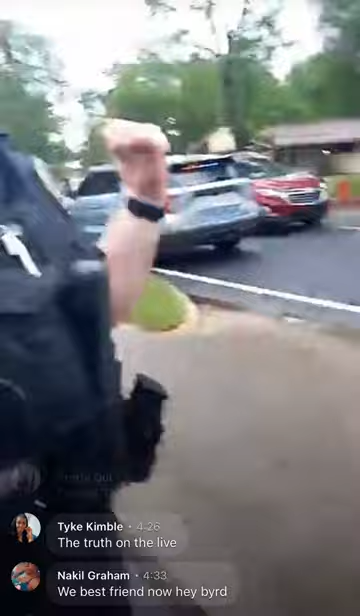 Tyke Kimble • 4:26
The truth on the live
Nakil Graham • 4:33
We best friend now hey byrd